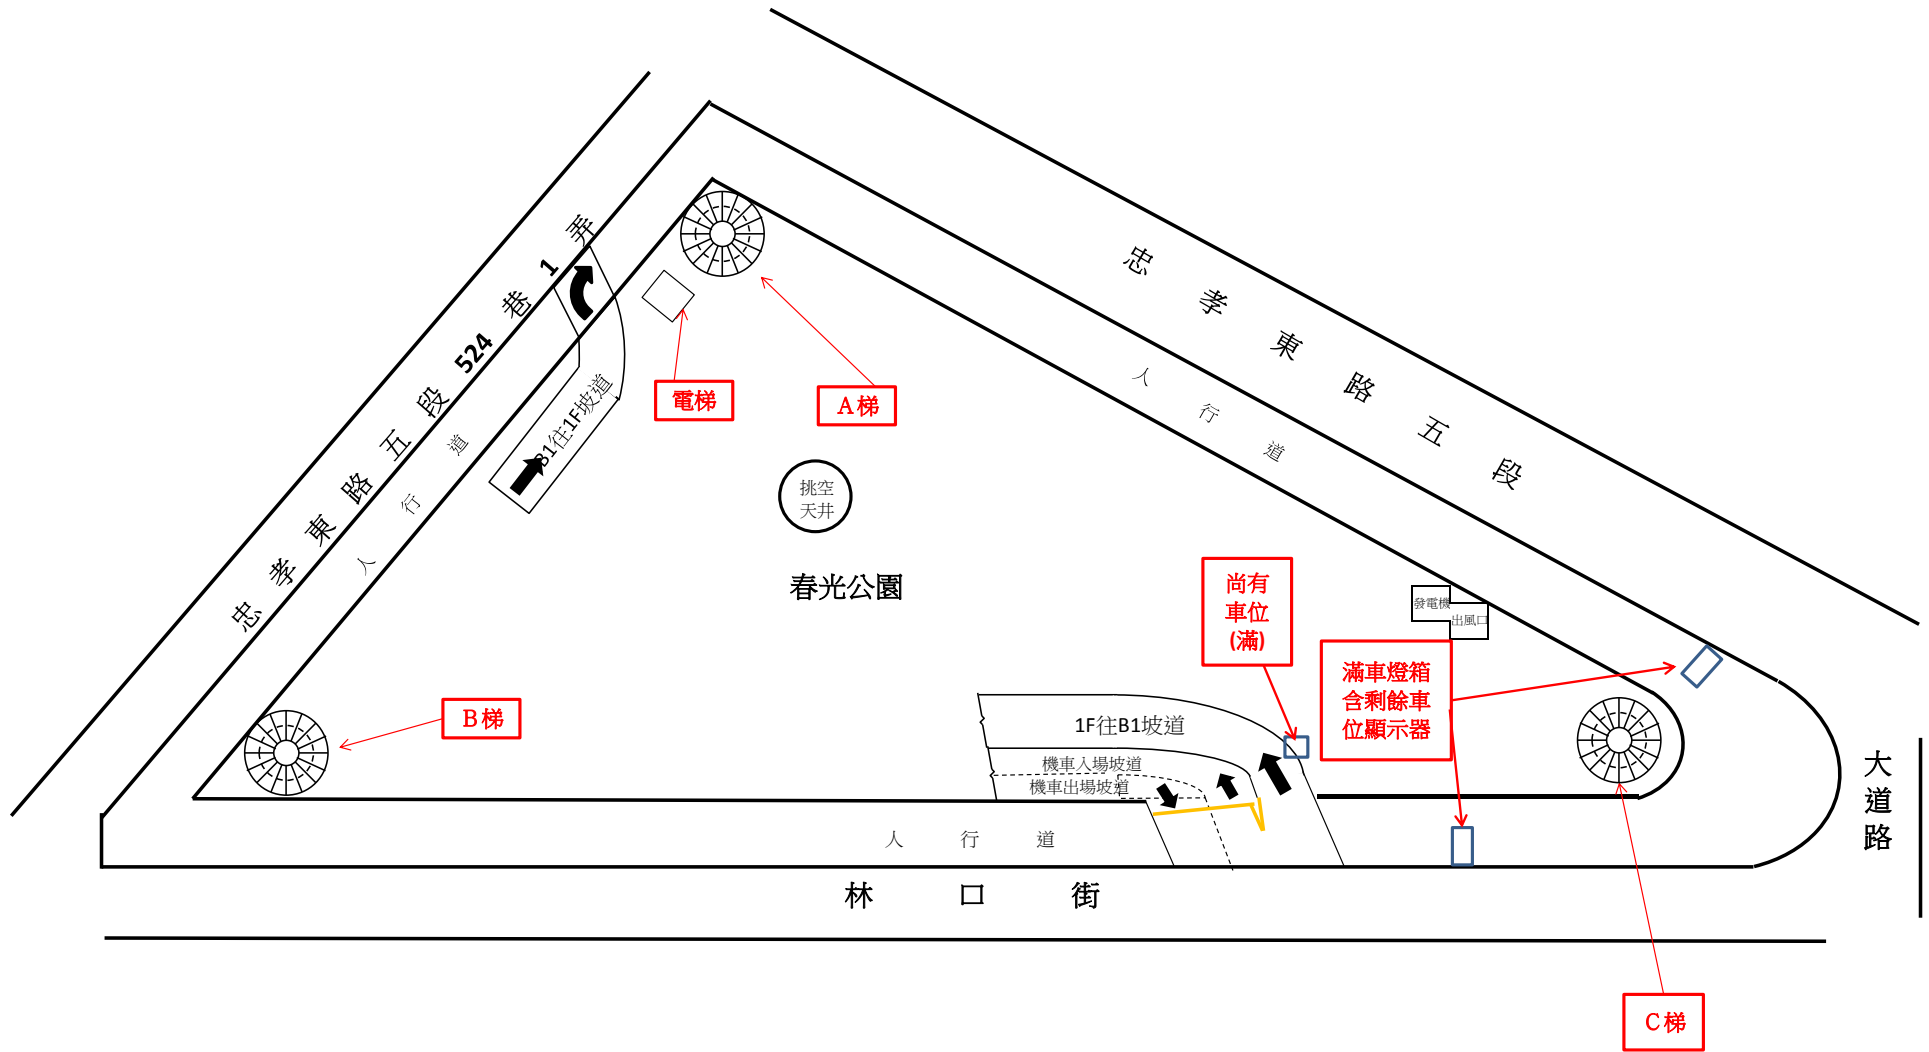 忠孝東路五段524巷1弄
人行道
B1往1F坡道
忠孝東路五段
人行道
電梯
A梯
挑空
天井
春光公園
尚有
車位
(滿)
發電機
出風口
滿車燈箱
含剩餘車
位顯示器
B梯
1F往B1坡道
機車入場坡道
機車出場坡道
大道路
人行道
林口街
C梯